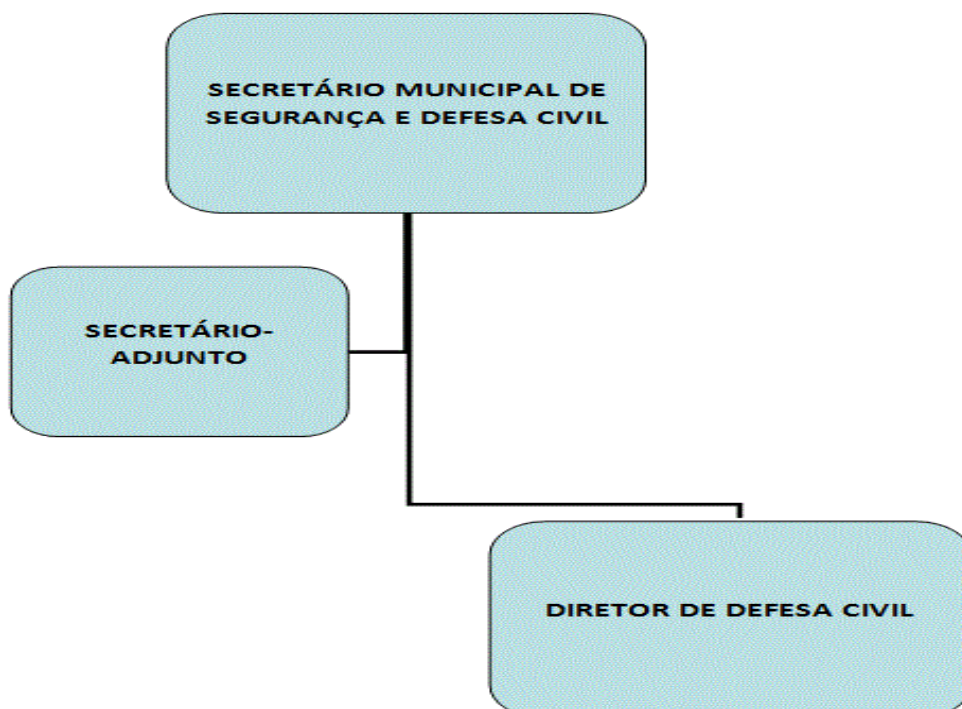 SECRETÁRIO MUNICIPAL DE
SEGURANÇA E DEFESA CIVIL
SECRETÁRIO-
ADJUNTO
DIRETOR DE DEFESA CIVIL